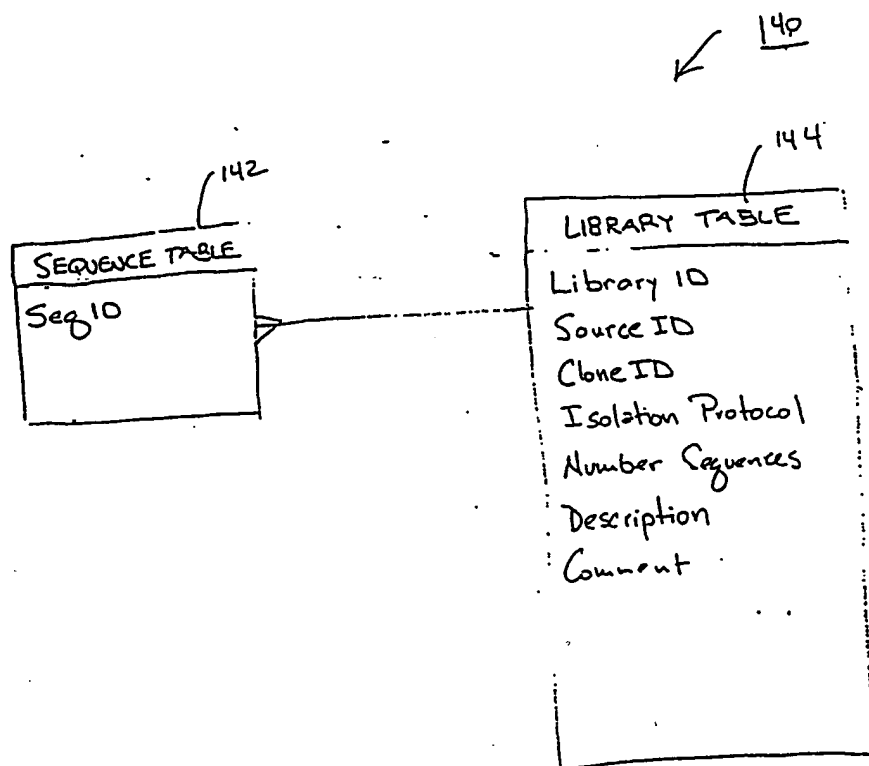 140
142
144
SEQUENCE TABLE
Seq ID
LIBRARY TABLE
Library ID
Source ID
Clone ID
Isolation Protocol
Number Sequences
Description
Comment